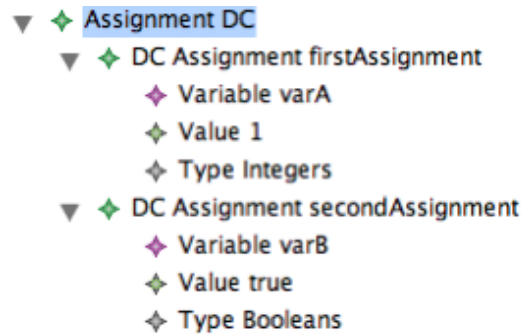 Assignment DC
DC Assignment firstAssignment
Variable varA
Value 1
Type Integers
DC Assignment secondAssignment
Variable varB
Value true
Type Booleans